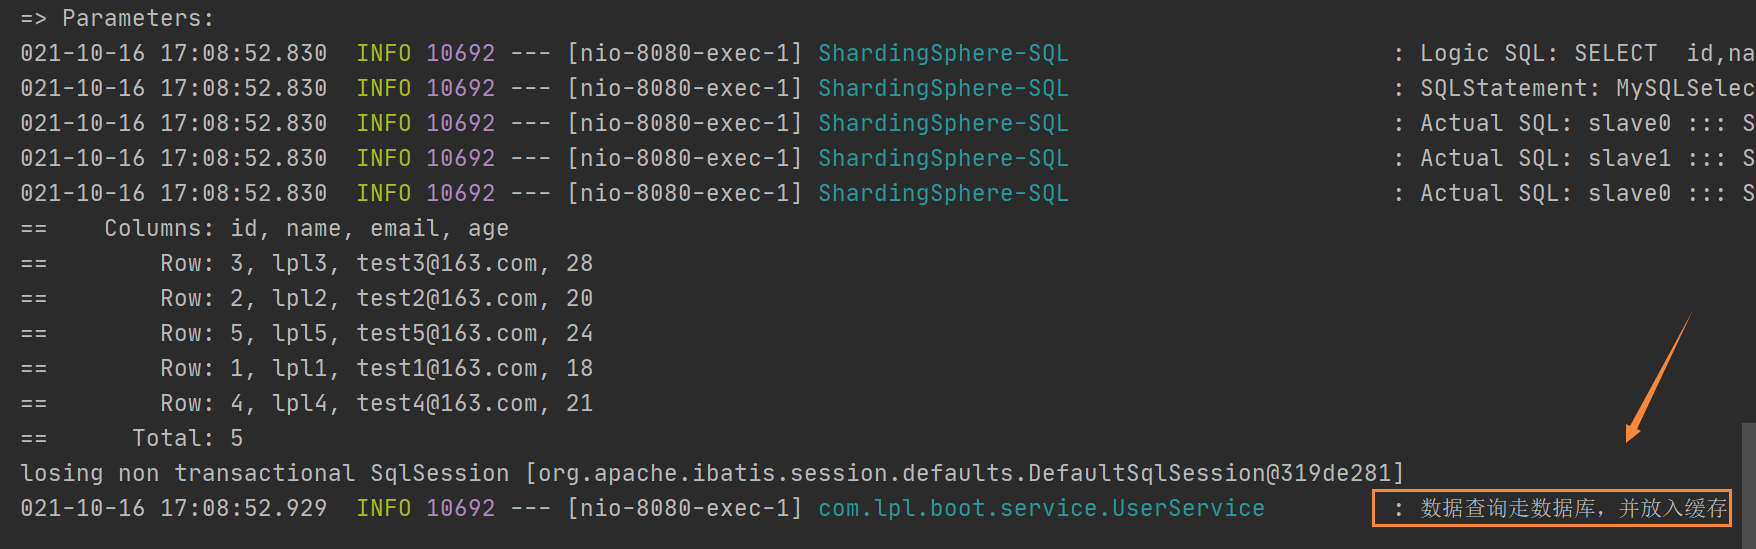 => Parameters:
021-10-16 17:08:52.830  INFO 10692 --- [nio-8080-exec-1] ShardingSphere-SQL                       : Logic SQL: SELECT  id,na
021-10-16 17:08:52.830  INFO 10692 --- [nio-8080-exec-1] ShardingSphere-SQL                       : SQLStatement: MySQLSelec
021-10-16 17:08:52.830  INFO 10692 --- [nio-8080-exec-1] ShardingSphere-SQL                       : Actual SQL: slave0 ::: S
021-10-16 17:08:52.830  INFO 10692 --- [nio-8080-exec-1] ShardingSphere-SQL                       : Actual SQL: slave1 ::: S
021-10-16 17:08:52.830  INFO 10692 --- [nio-8080-exec-1] ShardingSphere-SQL                       : Actual SQL: slave0 ::: S
==    Columns: id, name, email, age
==        Row: 3, lpl3, test3@163.com, 28
==        Row: 2, lpl2, test2@163.com, 20
==        Row: 5, lpl5, test5@163.com, 24
==        Row: 1, lpl1, test1@163.com, 18
==        Row: 4, lpl4, test4@163.com, 21
==      Total: 5
losing non transactional SqlSession [org.apache.ibatis.session.defaults.DefaultSqlSession@319de281]
021-10-16 17:08:52.929  INFO 10692 --- [nio-8080-exec-1] com.lpl.boot.service.UserService         : 数据查询走数据库，并放入缓存